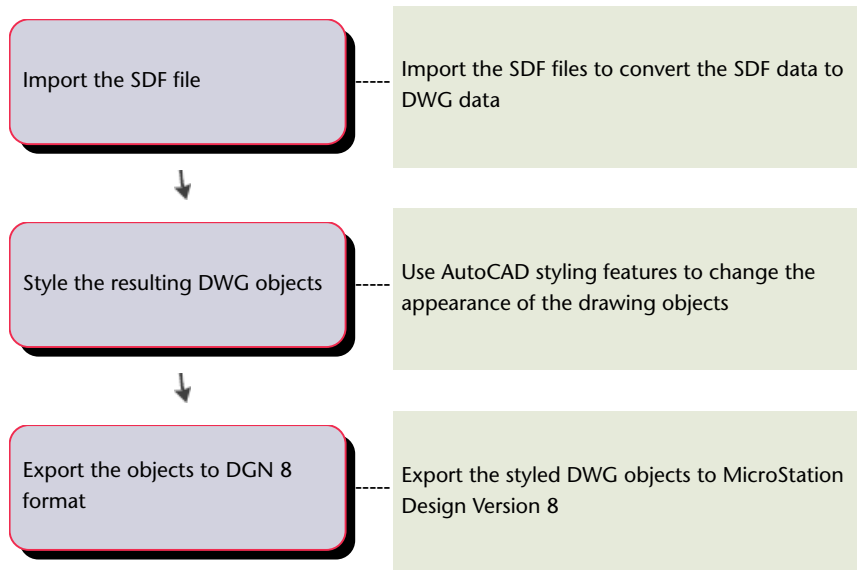 Import the SDF file
Import the SDF files to convert the SDF data to
DWG data
Style the resulting DWG objects
Use AutoCAD styling features to change the
appearance of the drawing objects
Export the objects to DGN 8
format
Export the styled DWG objects to MicroStation
Design Version 8